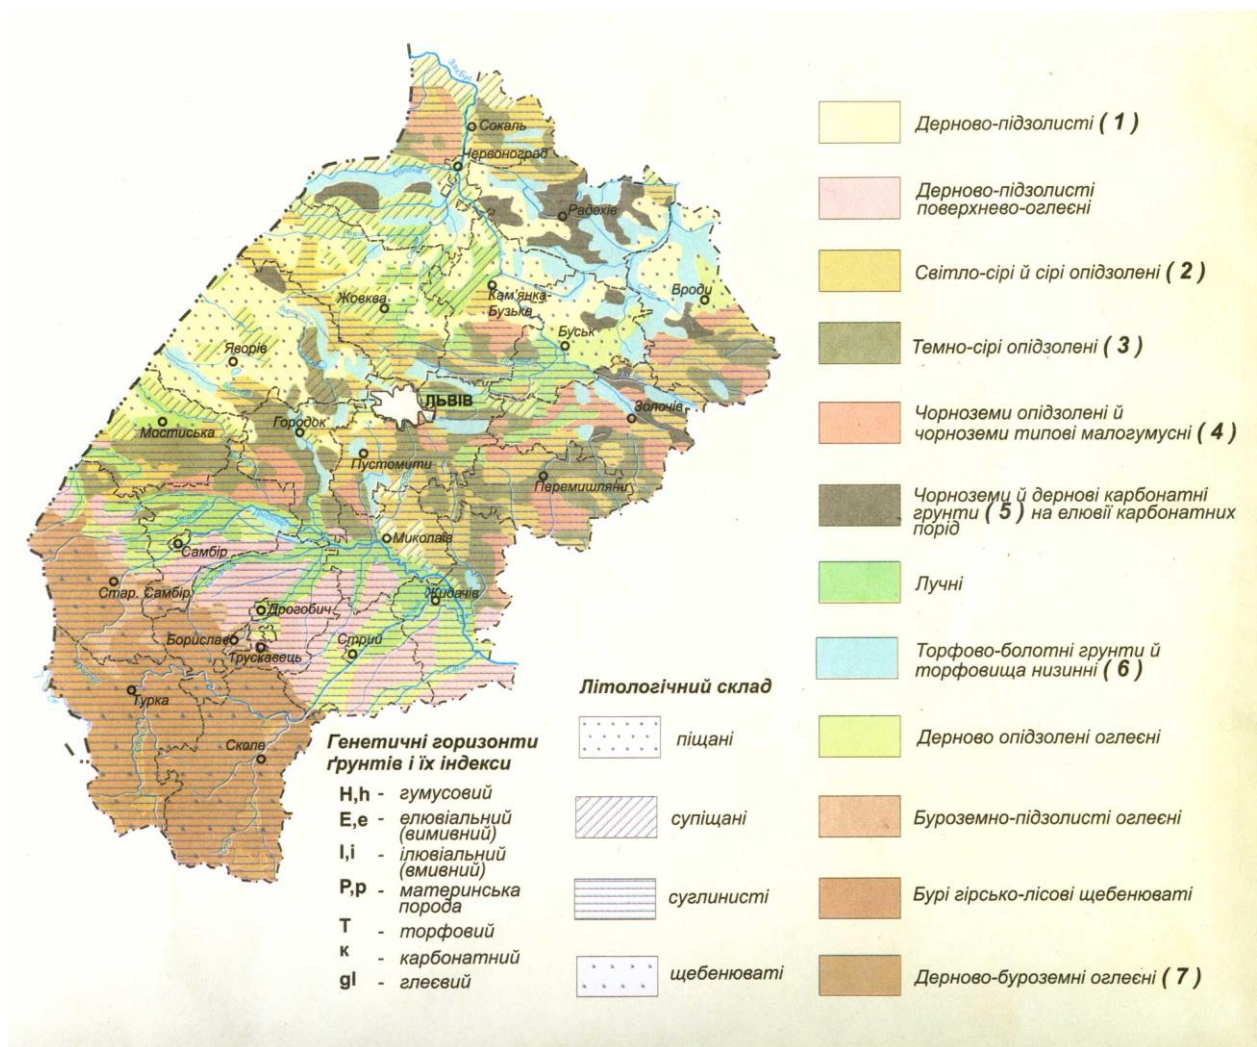 Зах.Буг
Сокаль
Червоноград
Солокія
Радехів
Броди
Жовква
Кам'янка-
Бузька
Буськ
Яворів
ЛЬВІВ
Золочів
Мостиська
Городок
Пустомити
Перемишляни
Миколаїв
Самбір
Стар. Самбір
Дрогобич
Жидачів
Борислав
Трускавець
Стрий
Турка
Сколе
Генетичні горизонти
ґрунтів і їх індекси
H,h - гумусовий
E,e - елювіальний
(вимивний)
I,i - ілювіальний
(вмивний)
P,p - материнська
порода
T - торфовий
к - карбонатний
gl - глеєвий
Літологічний склад
піщані
супіщані
суглинисті
щебенюваті
Дерново-підзолисті ( 1 )
Дерново-підзолисті
поверхнево-оглеєні
Світло-сірі й сірі опідзолені ( 2 )
Темно-сірі опідзолені ( 3 )
Чорноземи опідзолені й
чорноземи типові малогумусні ( 4 )
Чорноземи й дернові карбонатні
грунти ( 5 ) на елювії карбонатних
порід
Лучні
Торфово-болотні грунти й
торфовища низинні ( 6 )
Дерново опідзолені оглеєні
Буроземно-підзолисті оглеєні
Бурі гірсько-лісові щебенюваті
Дерново-буроземні оглеєні ( 7 )